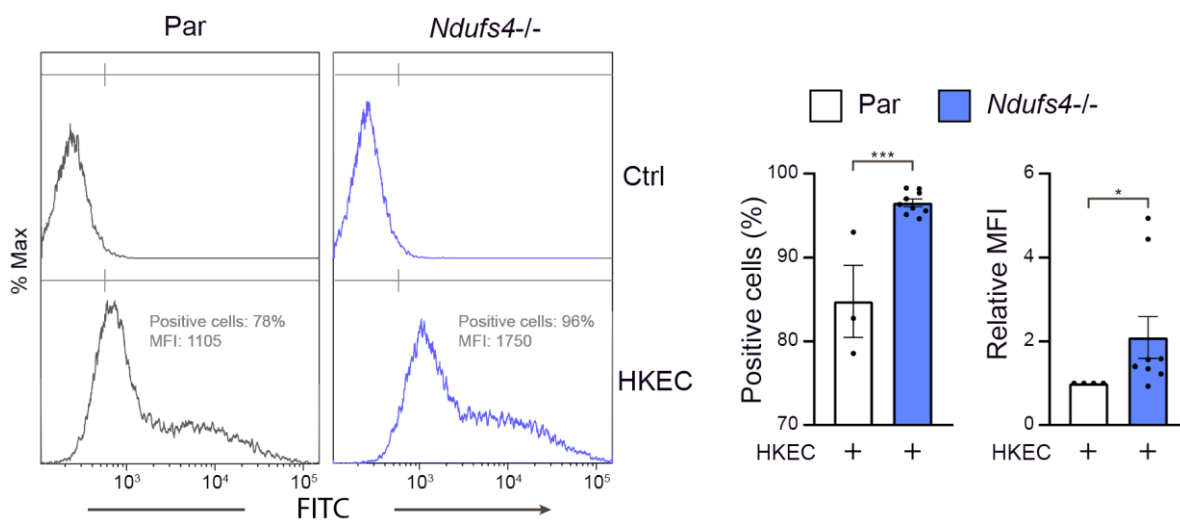 Par
Ndufs4-/-
% Max
Ctrl
Positive cells: 78%
MFI: 1105
Positive cells: 96%
MFI: 1750
HKEC
10³ 10⁴ 10⁵
10³ 10⁴ 10⁵
FITC
Par
Ndufs4-/-
Positive cells (%)
100
90
80
70
***
HKEC + +
Relative MFI
6
4
2
0
*
HKEC + +